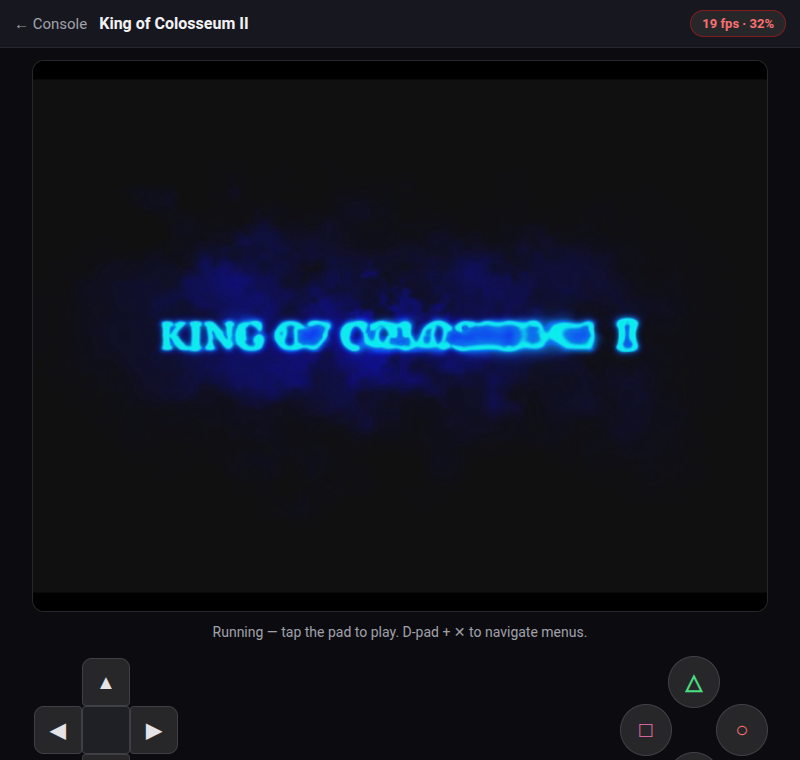 ← Console King of Colosseum II
19 fps · 32%
KING
Running — tap the pad to play. D-pad + ✕ to navigate menus.